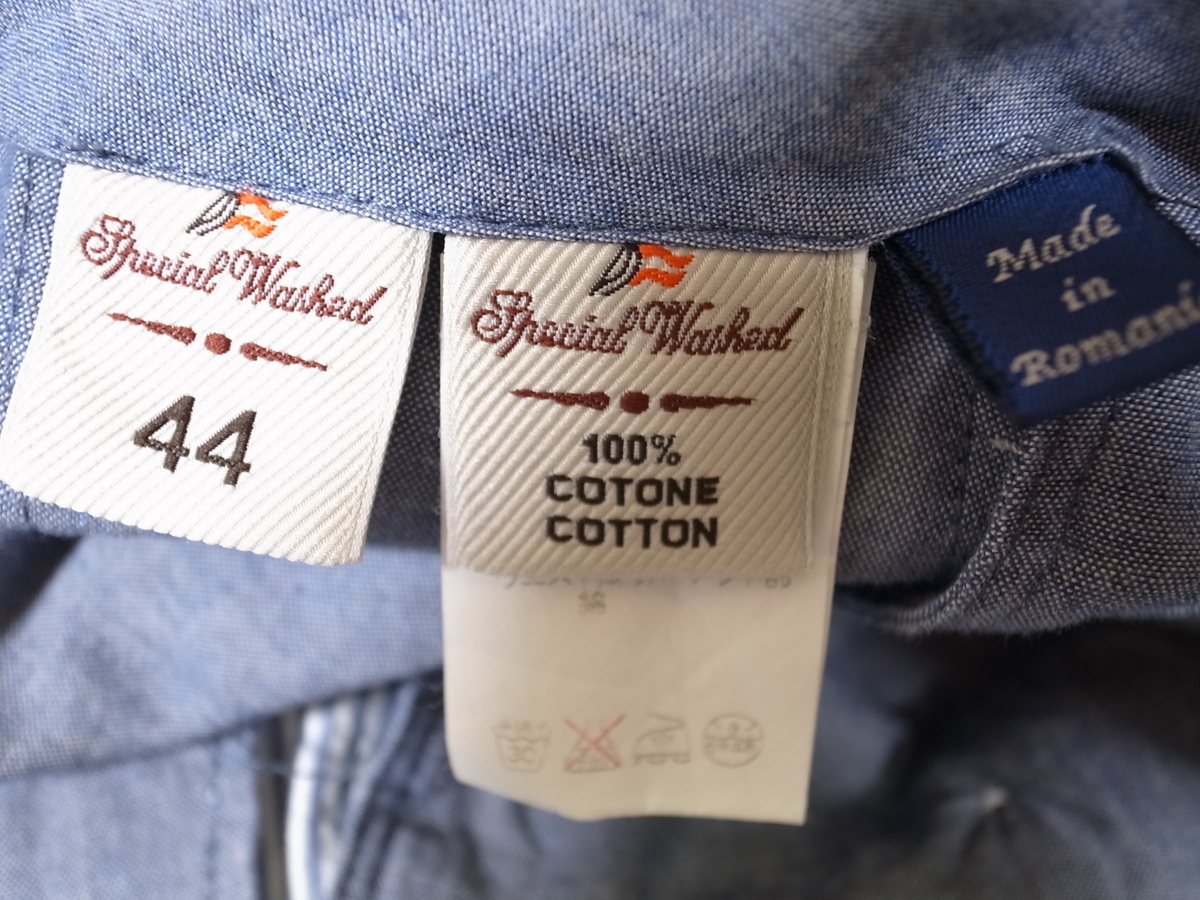 Special Washed
44
Special Washed
100%
COTONE
COTTON
Made
in
Romani